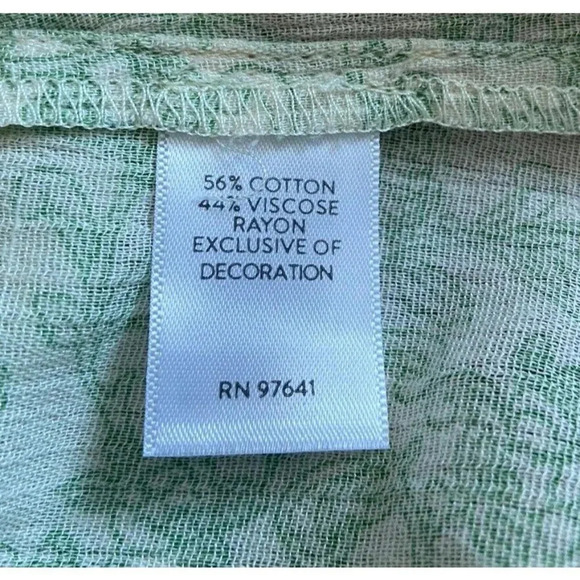 56% COTTON
44% VISCOSE
RAYON
EXCLUSIVE OF
DECORATION
RN 97641